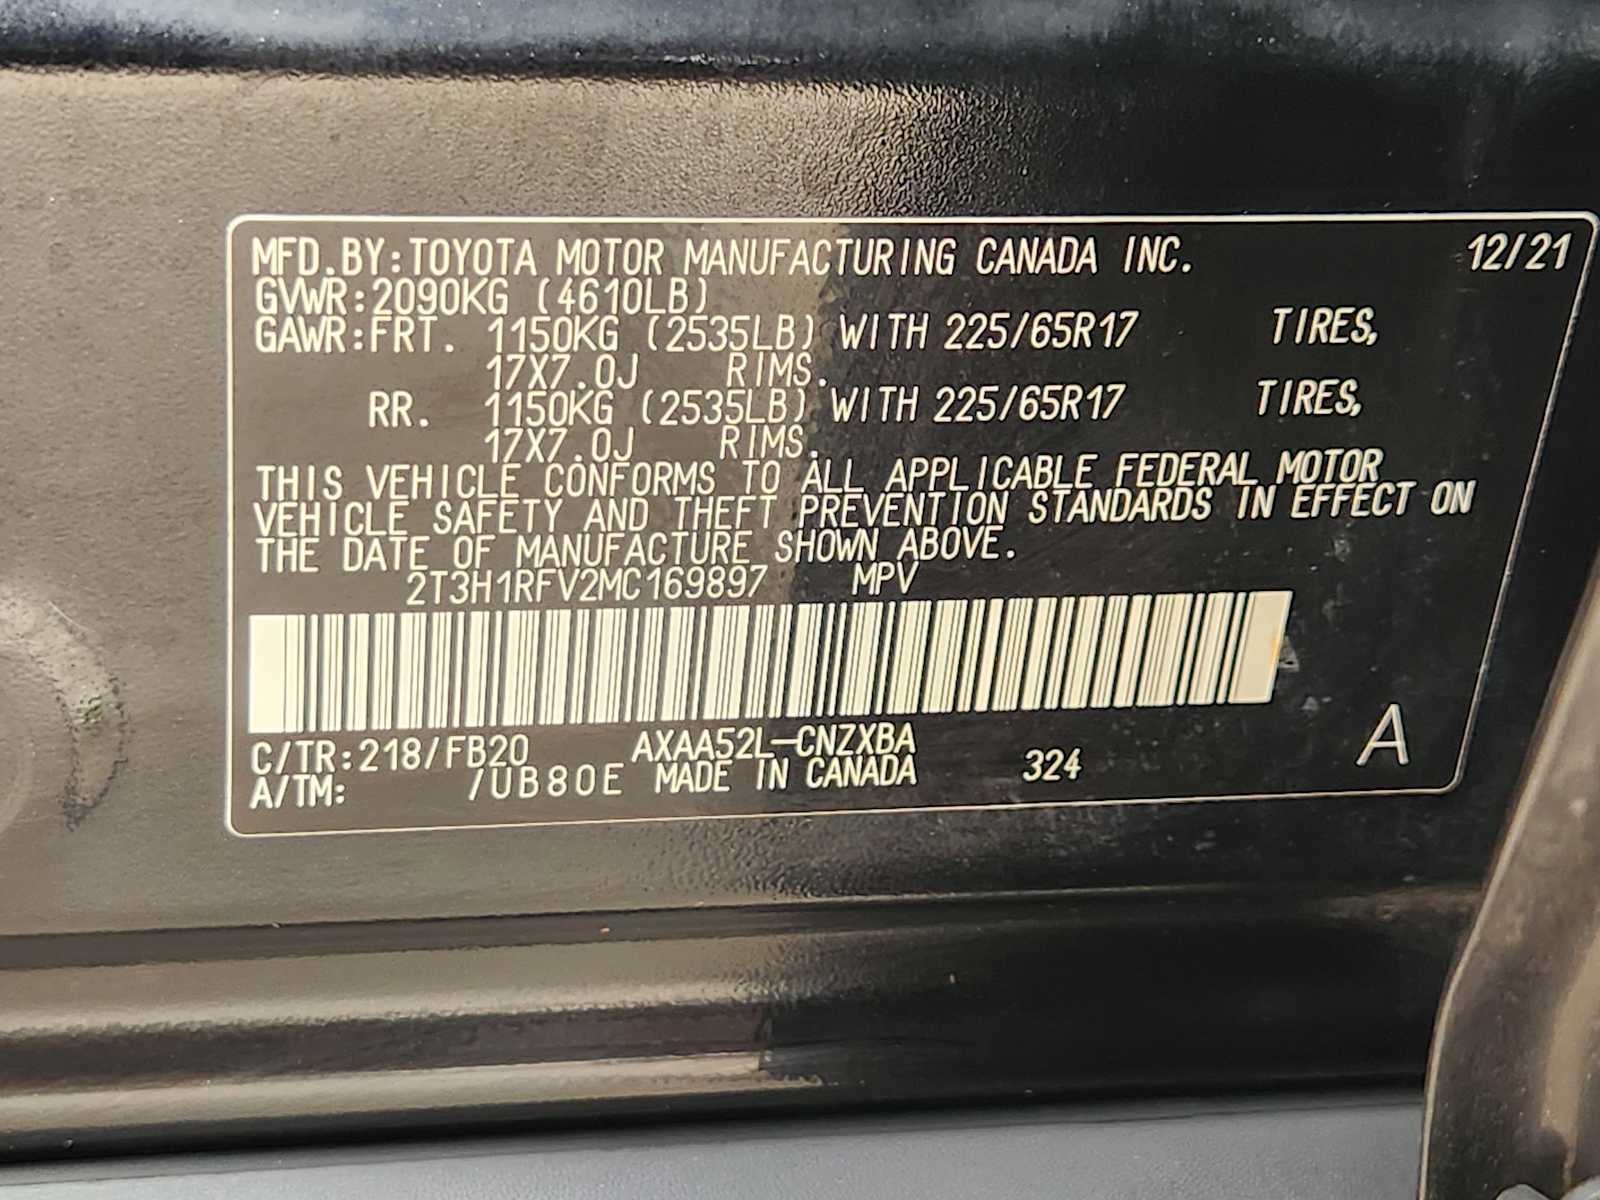 MFD.BY:TOYOTA MOTOR MANUFACTURING CANADA INC. 12/21
GVWR:2090KG (4610LB)
GAWR:FRT. 1150KG (2535LB) WITH 225/65R17 TIRES,
17X7.0J RIMS.
RR. 1150KG (2535LB) WITH 225/65R17 TIRES,
17X7.0J RIMS.
THIS VEHICLE CONFORMS TO ALL APPLICABLE FEDERAL MOTOR
VEHICLE SAFETY AND THEFT PREVENTION STANDARDS IN EFFECT ON
THE DATE OF MANUFACTURE SHOWN ABOVE.
2T3H1RFV2MC169897 MPV
C/TR:218/FB20 AXAA52L-CNZXBA
A/TM: /UB80E MADE IN CANADA 324 A